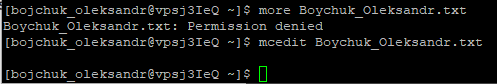 [bojchuk_oleksandr@vpsj3IeQ ~]$ more Boychuk_Oleksandr.txt
Boychuk_Oleksandr.txt: Permission denied
[bojchuk_oleksandr@vpsj3IeQ ~]$ mcedit Boychuk_Oleksandr.txt
[bojchuk_oleksandr@vpsj3IeQ ~]$